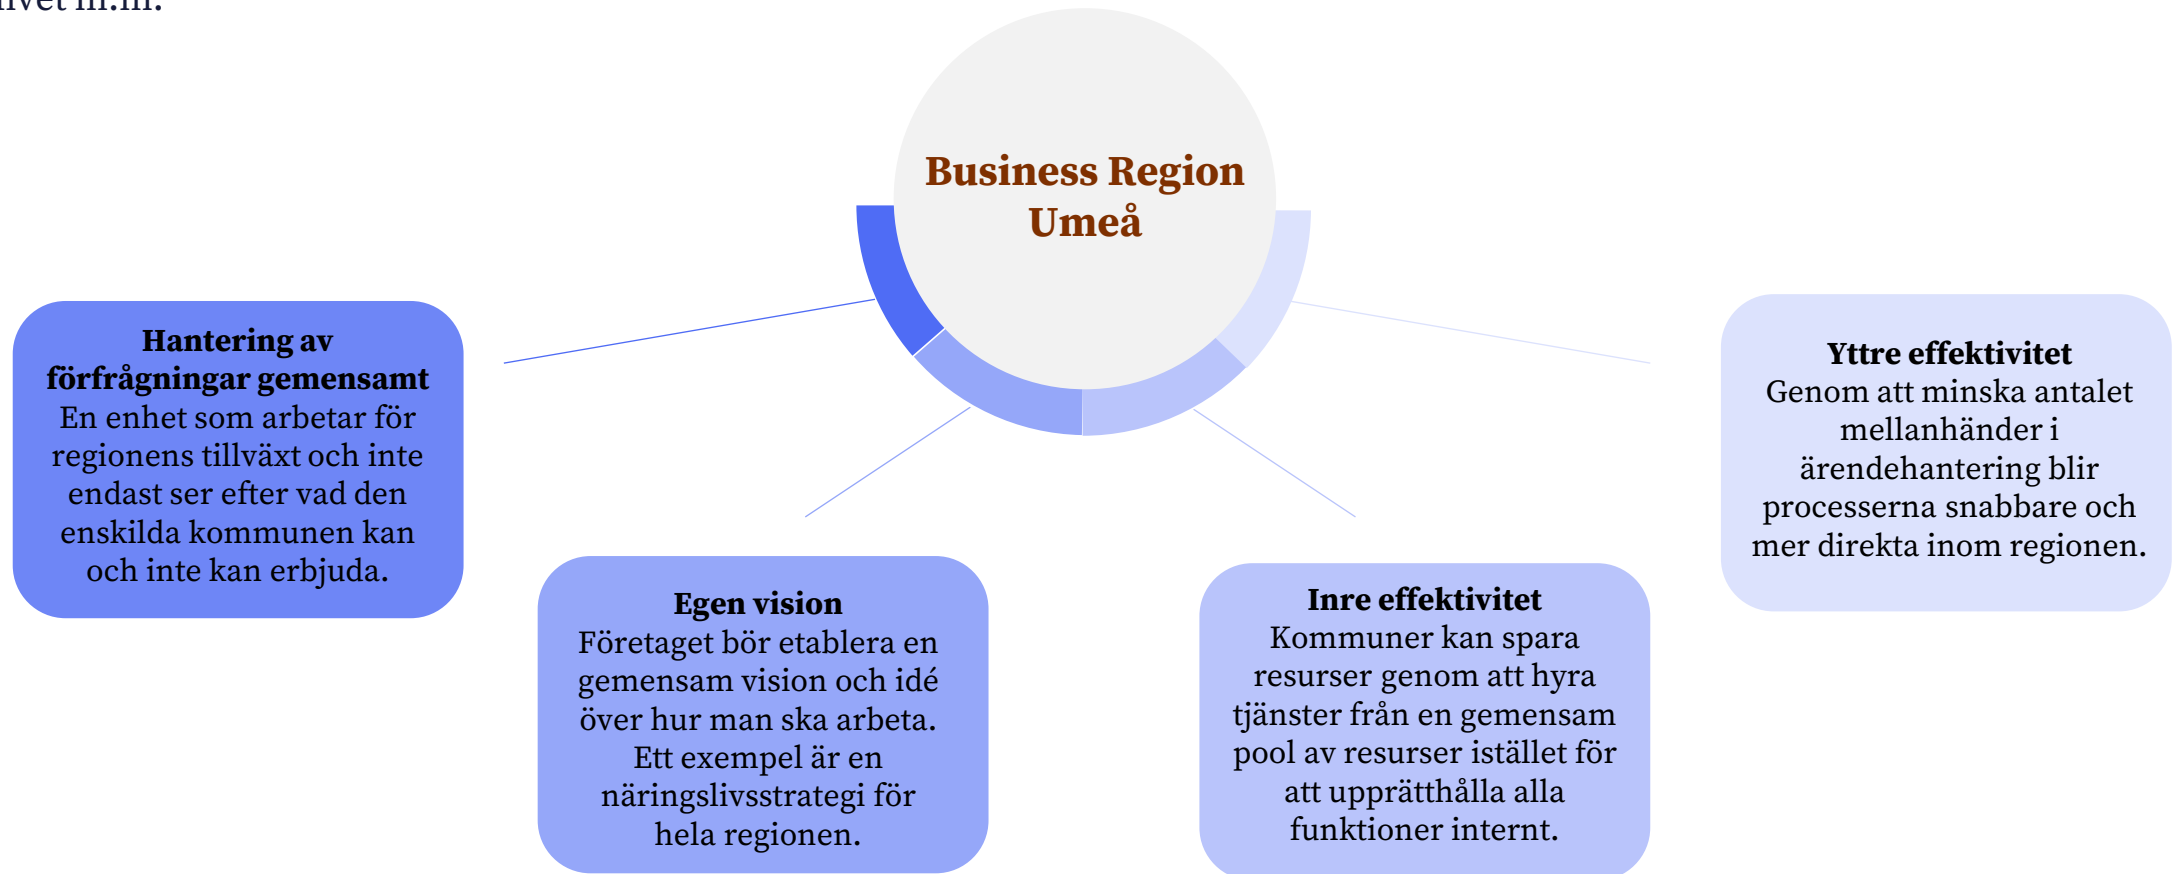 m.m.
Business Region
Umeå
Hantering av
förfrågningar gemensamt
En enhet som arbetar för
regionens tillväxt och inte
endast ser efter vad den
enskilda kommunen kan
och inte kan erbjuda.
Egen vision
Företaget bör etablera en
gemensam vision och idé
över hur man ska arbeta.
Ett exempel är en
näringslivsstrategi för
hela regionen.
Inre effektivitet
Kommuner kan spara
resurser genom att hyra
tjänster från en gemensam
pool av resurser istället för
att upprätthålla alla
funktioner internt.
Yttre effektivitet
Genom att minska antalet
mellanhänder i
ärendehantering blir
processerna snabbare och
mer direkta inom regionen.